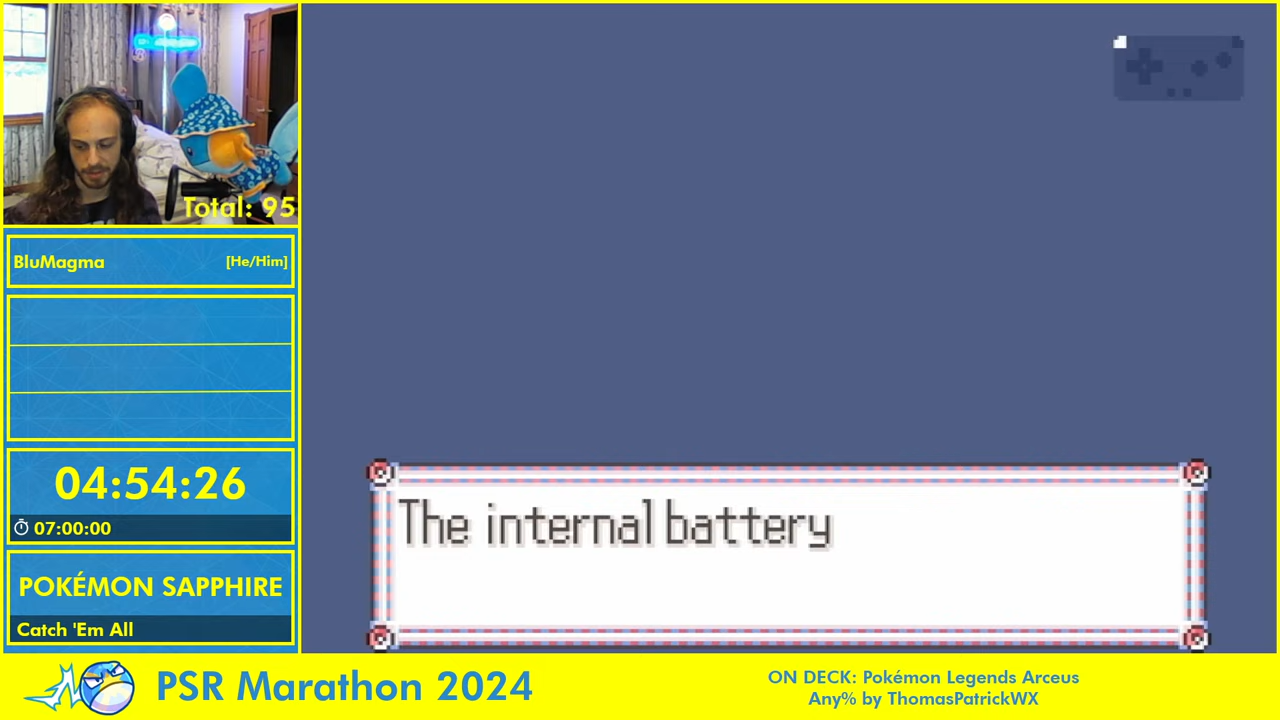 Total: 95
BluMagma [He/Him]
04:54:26
07:00:00
POKÉMON SAPPHIRE
Catch 'Em All
The internal battery
PSR Marathon 2024
ON DECK: Pokémon Legends Arceus
Any% by ThomasPatrickWX